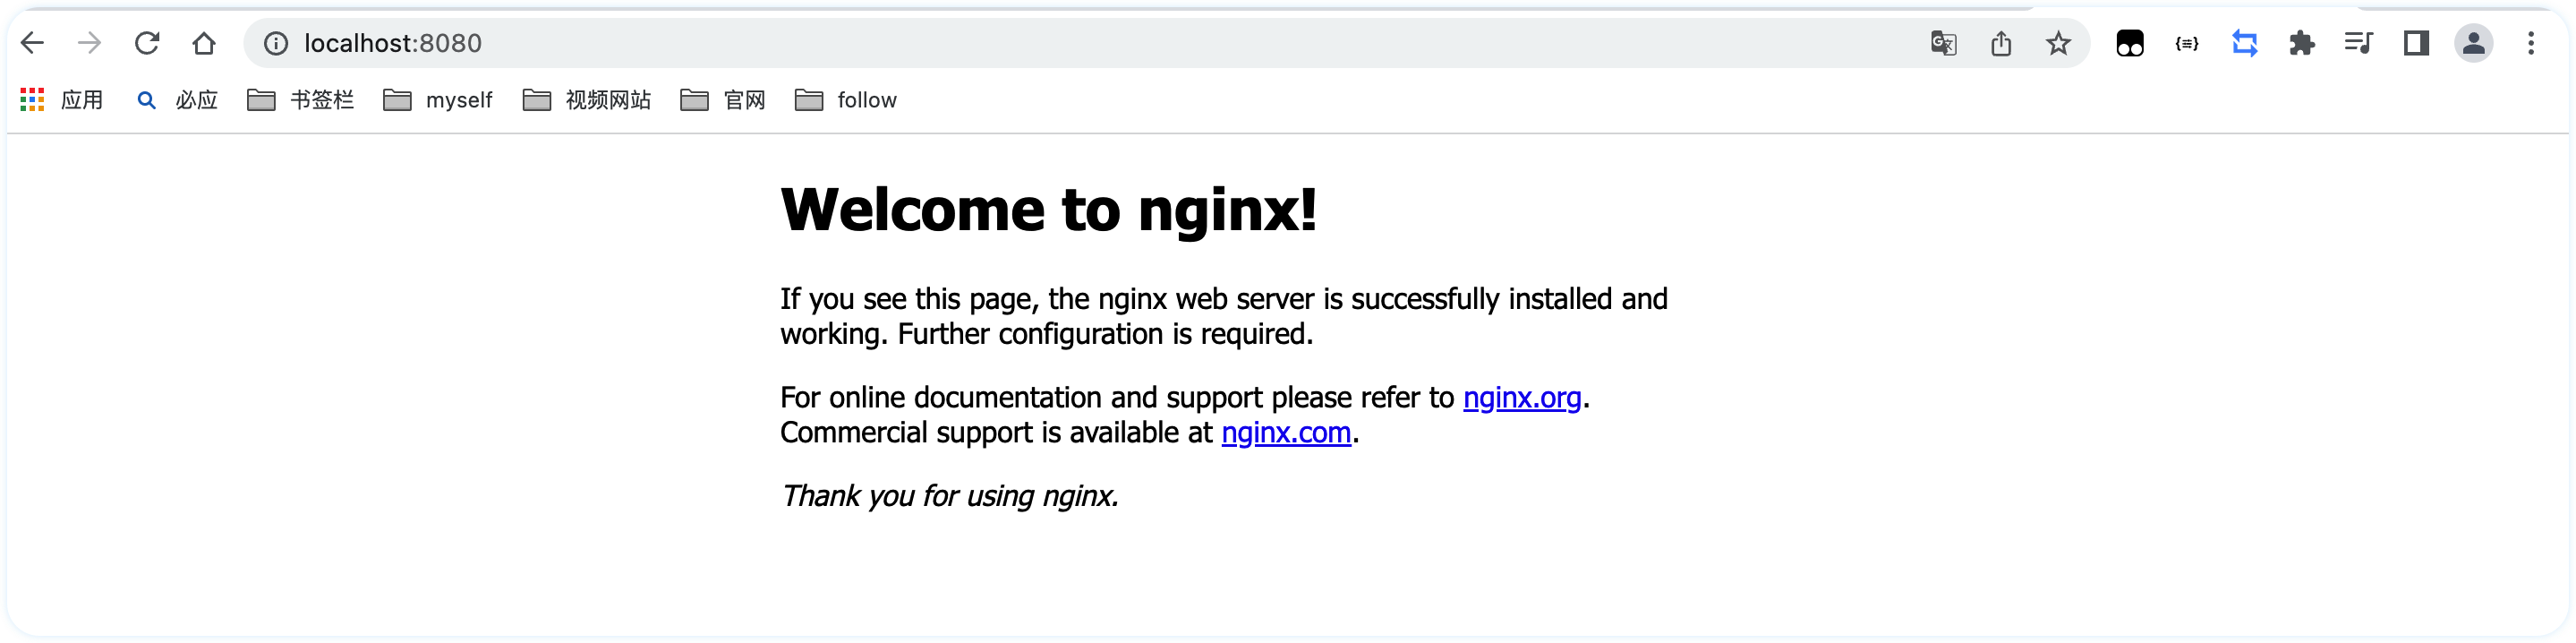 localhost:8080
应用 必应 书签栏 myself 视频网站 官网 follow
Welcome to nginx!
If you see this page, the nginx web server is successfully installed and
working. Further configuration is required.
For online documentation and support please refer to nginx.org.
Commercial support is available at nginx.com.
Thank you for using nginx.